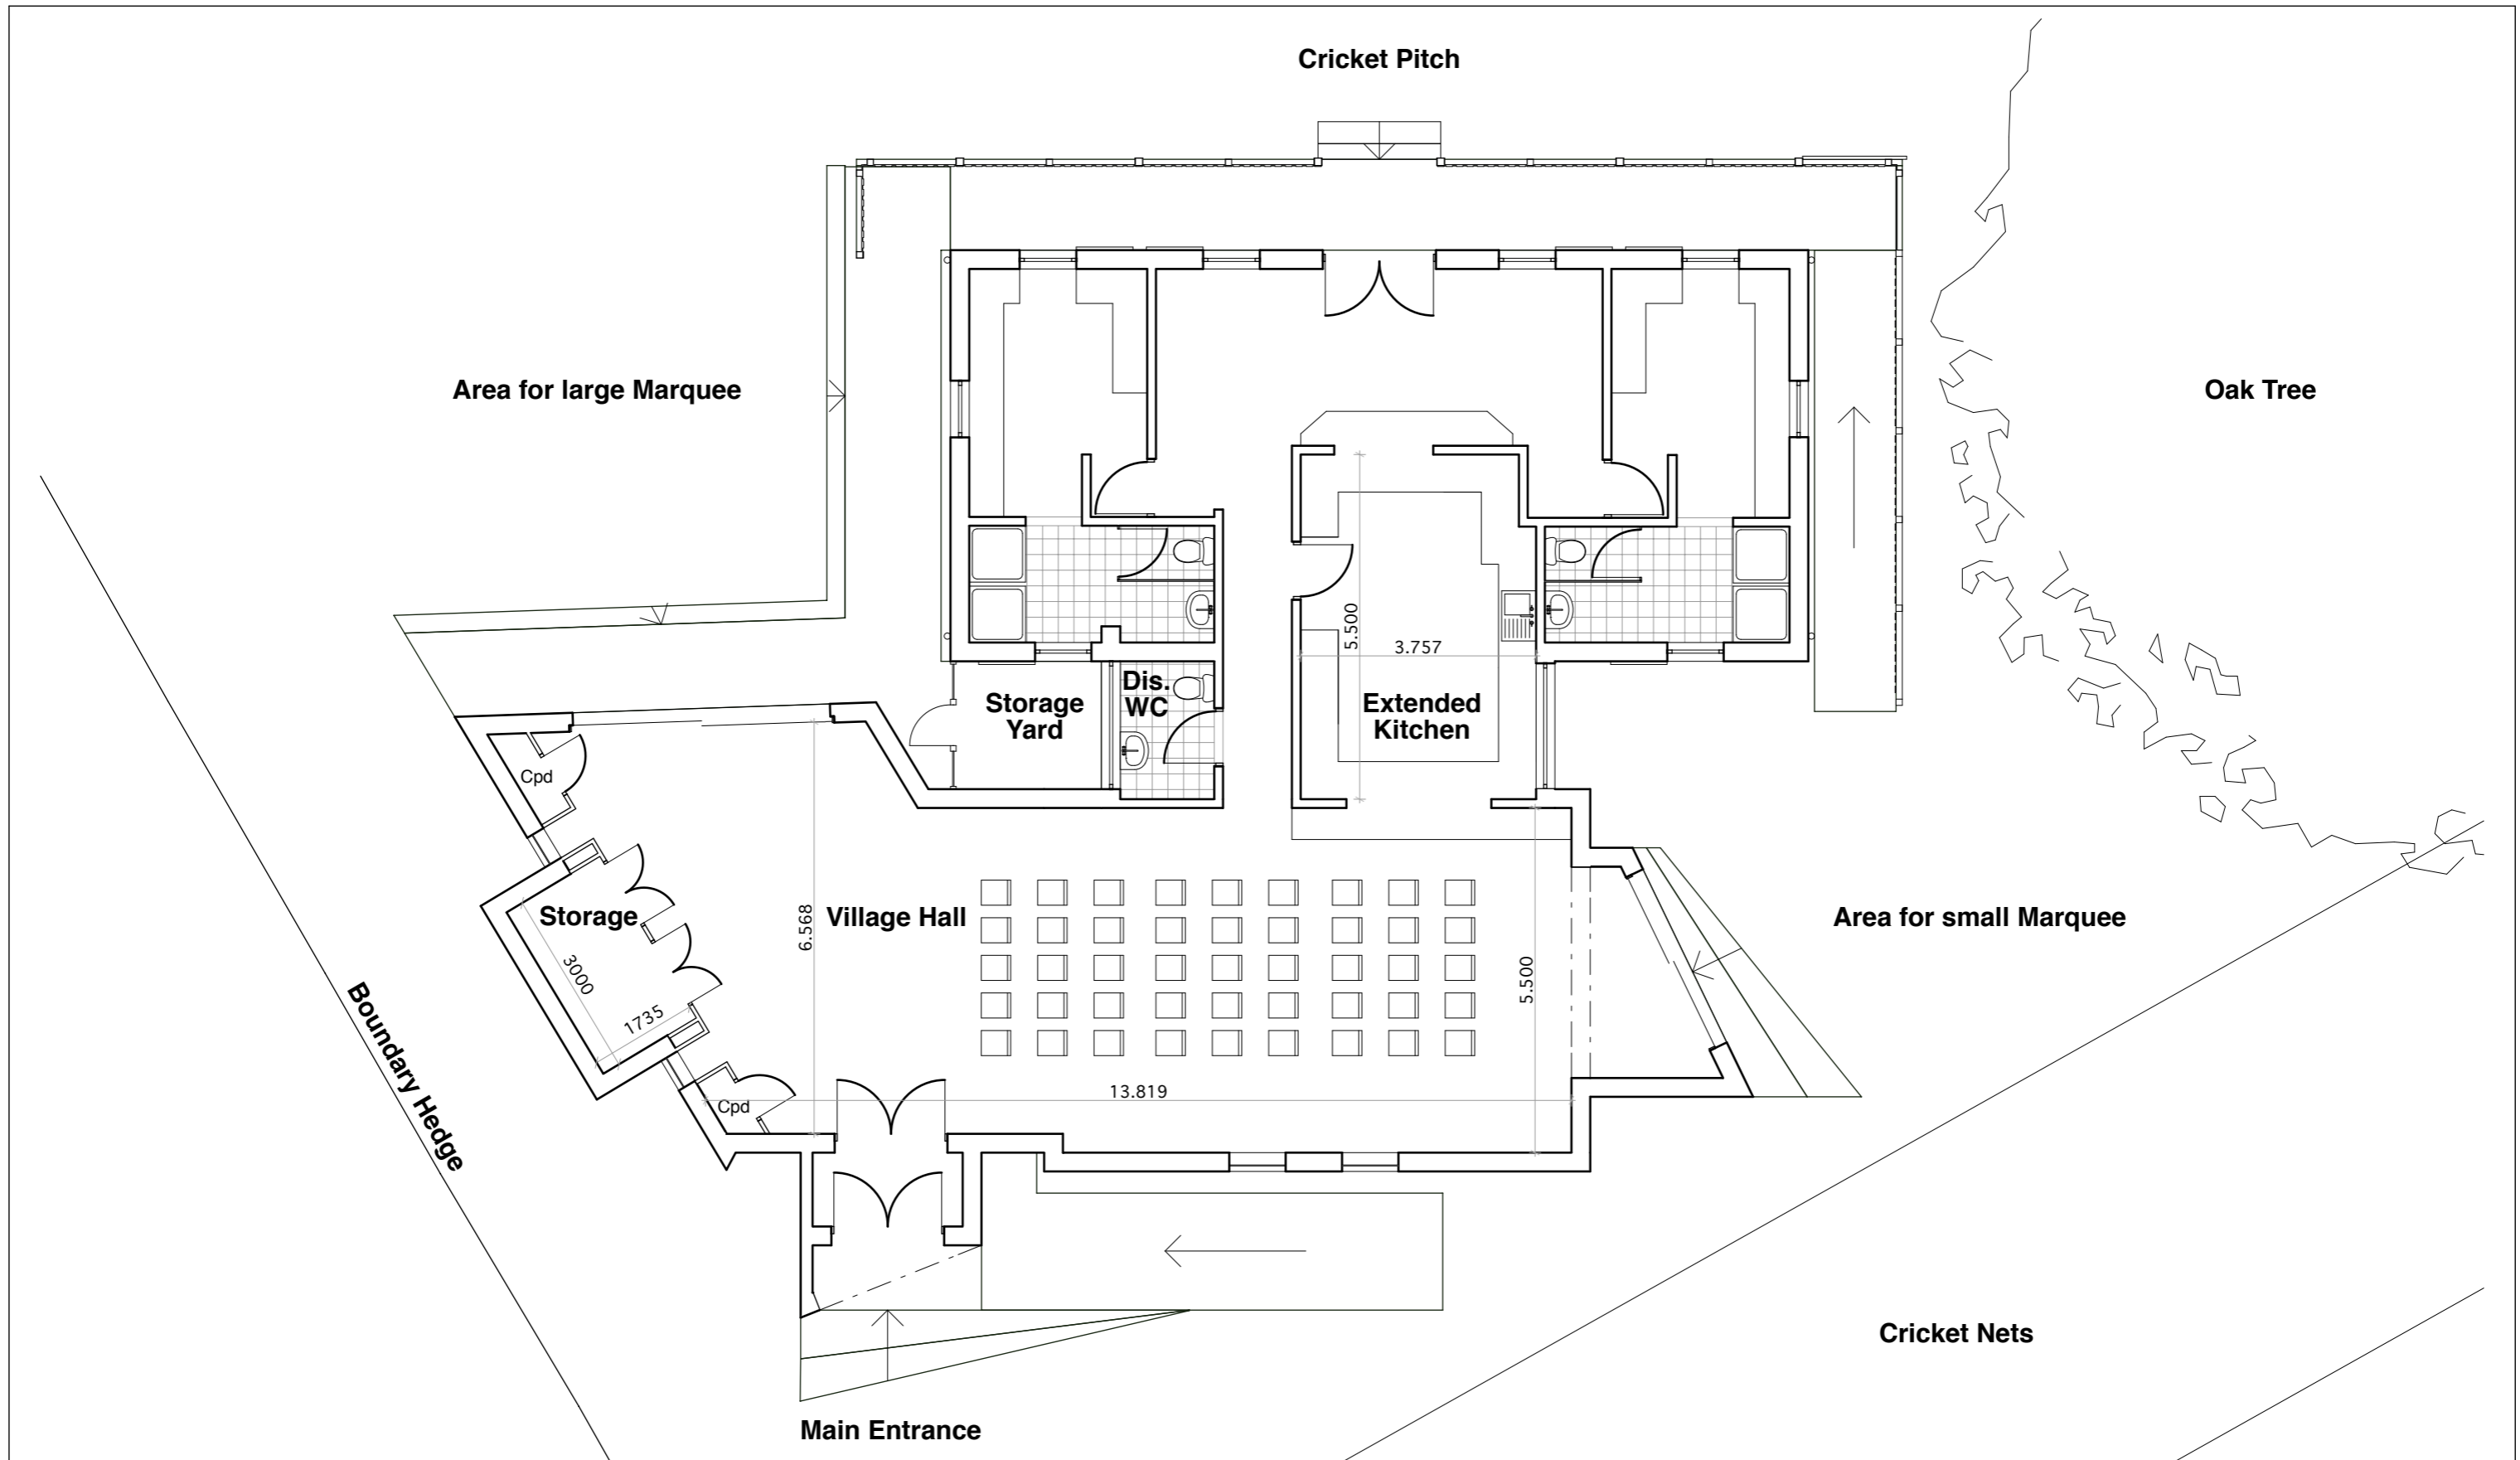 Cricket Pitch
Area for large Marquee
Oak Tree
5.500
3.757
Dis.
WC
Storage
Yard
Extended
Kitchen
Cpd
Storage
6.568
Village Hall
5.500
Area for small Marquee
3000
1735
Boundary Hedge
13.819
Cpd
Cricket Nets
Main Entrance